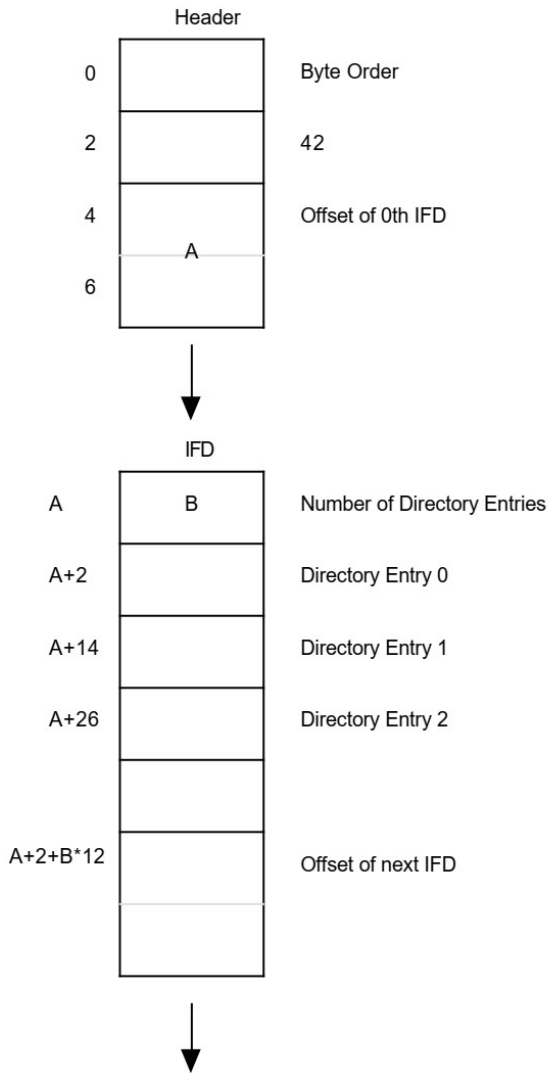 Header
0 Byte Order
2 42
4 Offset of 0th IFD
A
6
IFD
A B Number of Directory Entries
A+2 Directory Entry 0
A+14 Directory Entry 1
A+26 Directory Entry 2
A+2+B*12 Offset of next IFD